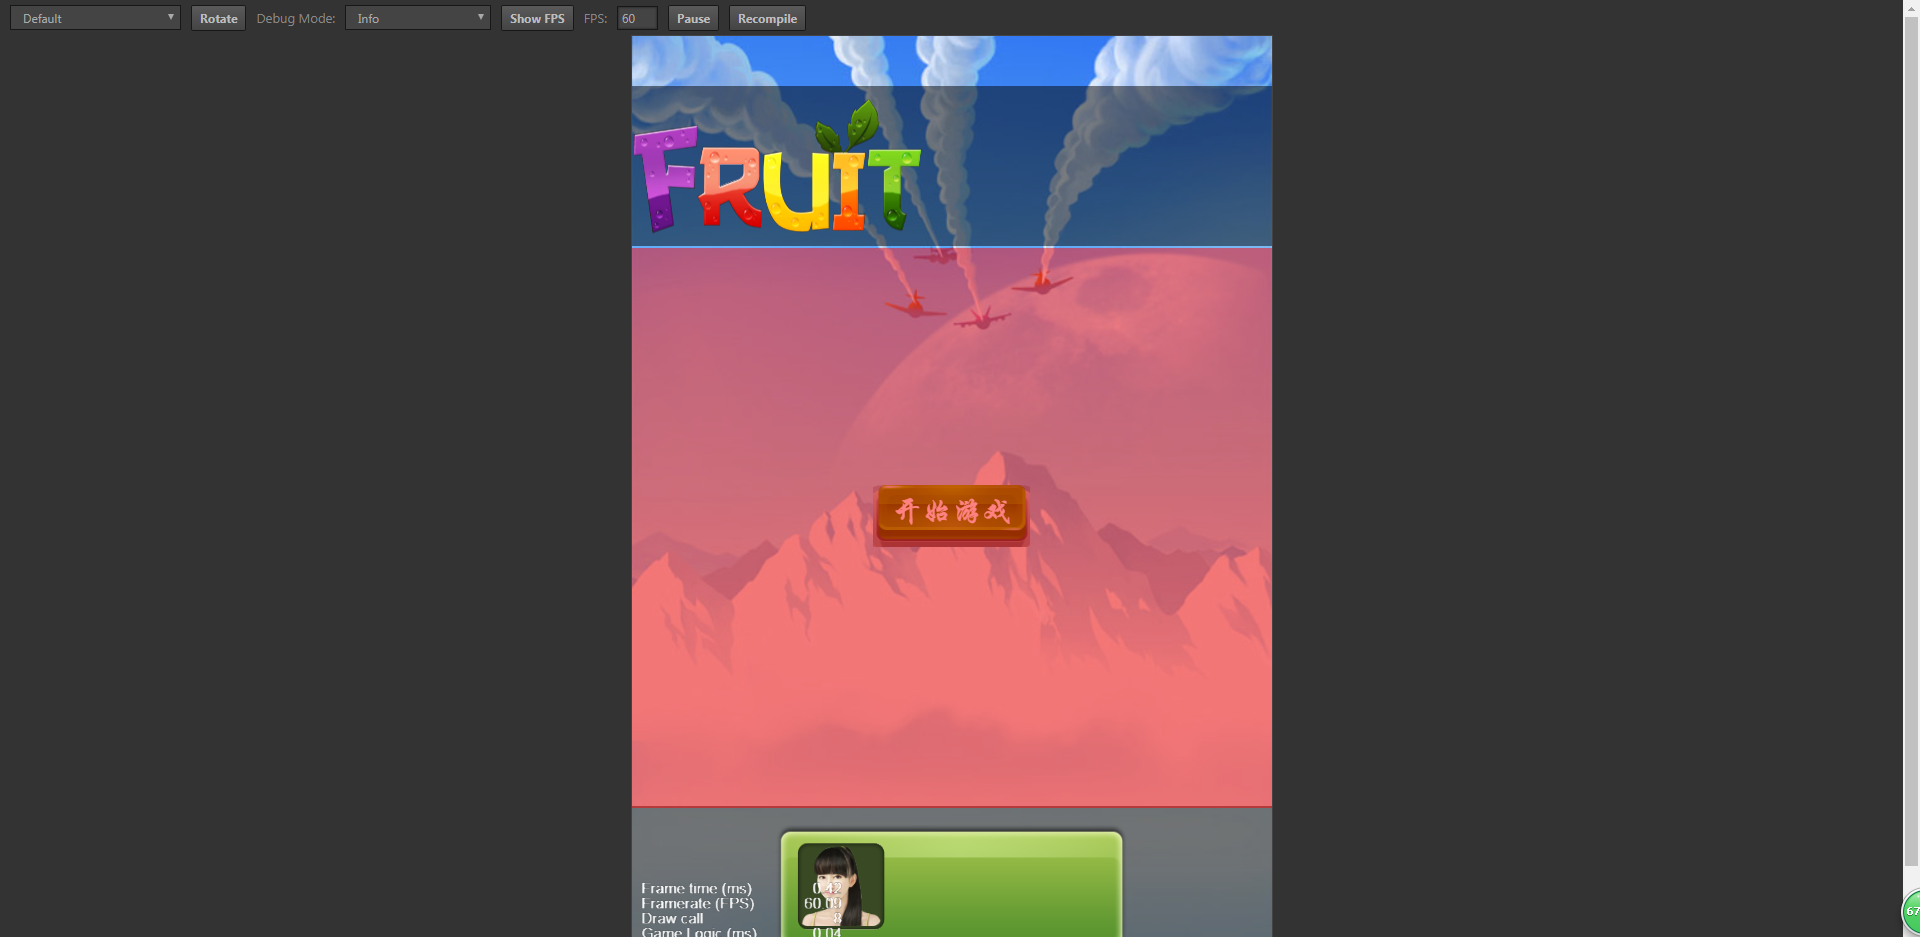 Default Rotate Debug Mode: Info Show FPS FPS: 60 Pause Recompile
FRUIT
开始游戏
Frame time (ms) 0.42
Framerate (FPS) 60.09
Draw call 8
Game Logic (ms) 0.04
67